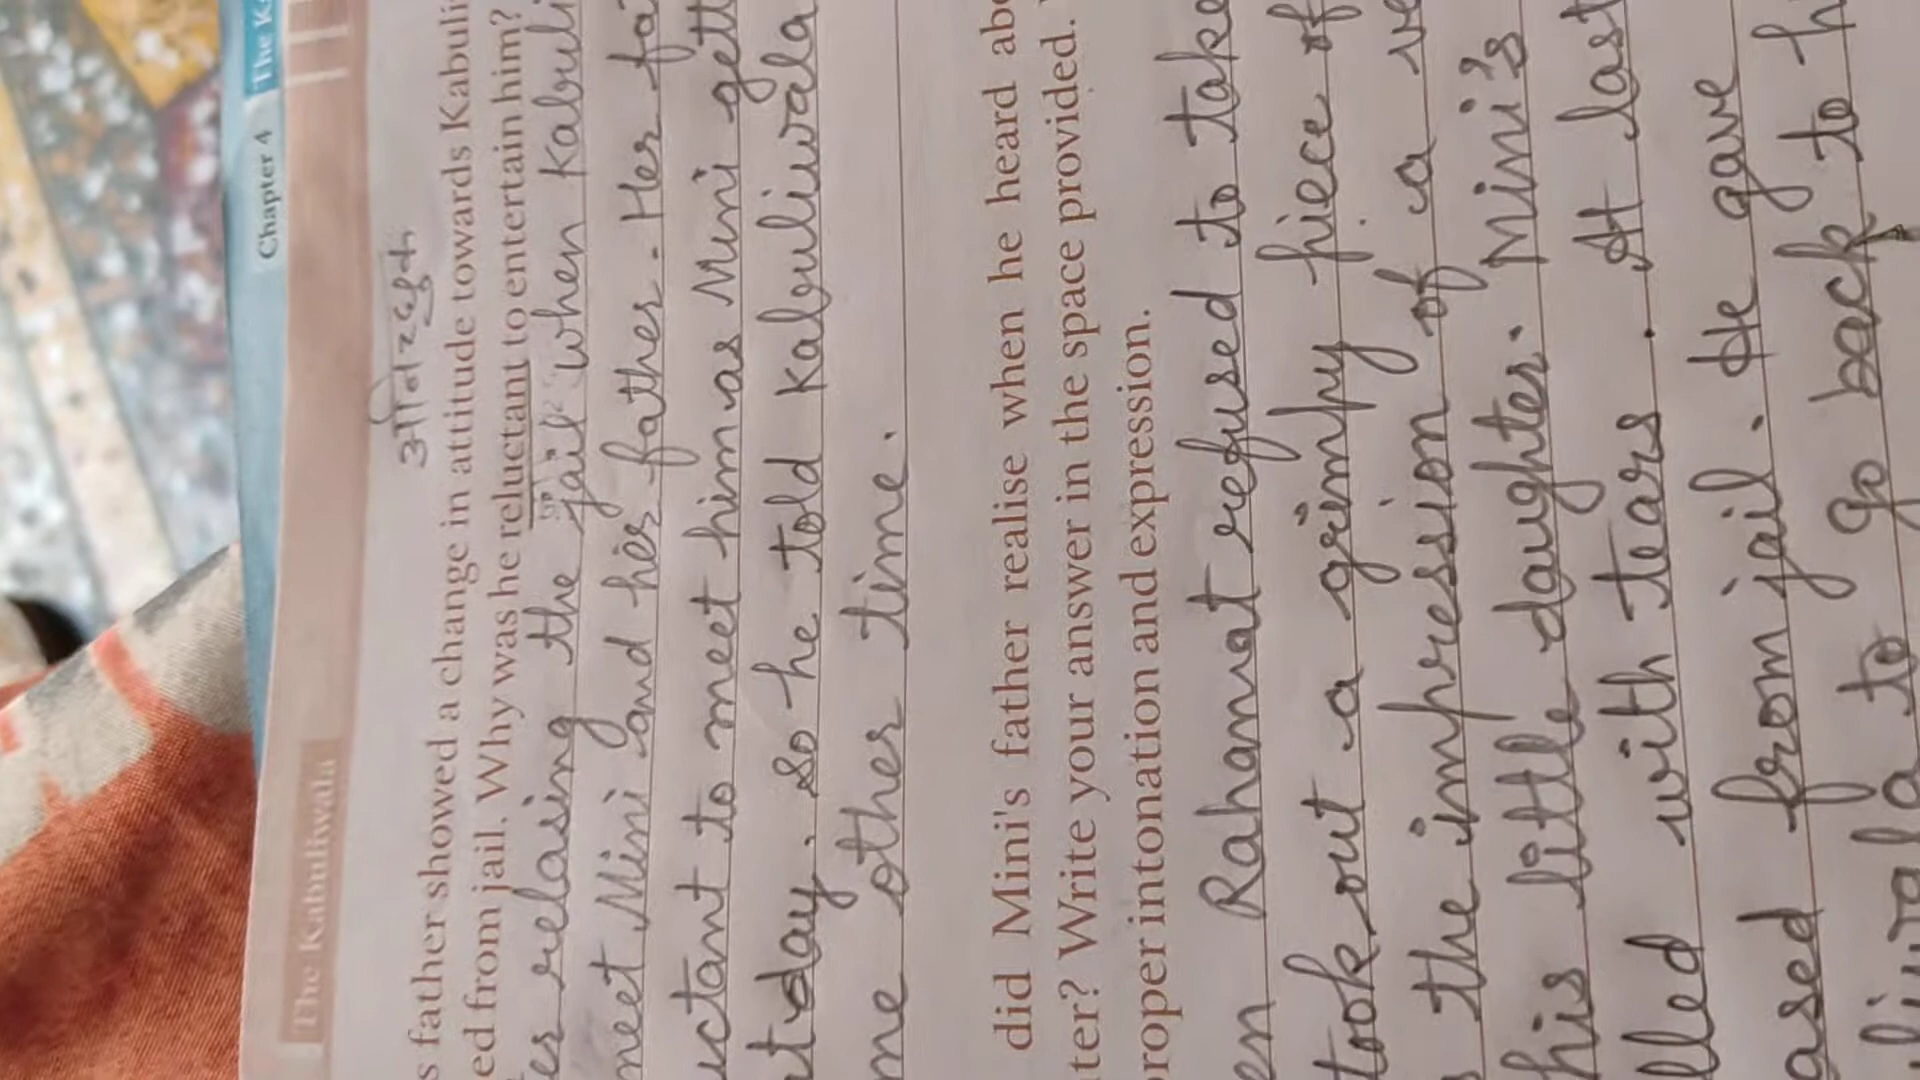 Chapter 4
The K
The Kabuliwala
अनिच्छुक
s father showed a change in attitude towards Kabuli
ed from jail. Why was he reluctant to entertain him?
er relasing the jail when Kabuli
meet Mini and her father. Her fa
uctant to meet him as Mini gett
t day. So he told Kabuliwala
me other time.
did Mini's father realise when he heard abo
ter? Write your answer in the space provided.
proper intonation and expression.
en Rahamat refused to take
took out a grimpy piece of
the impression of a ve
his little daughter. Mini's
lled with tears. At last
ased from jail. He gave
liwala to go back to h